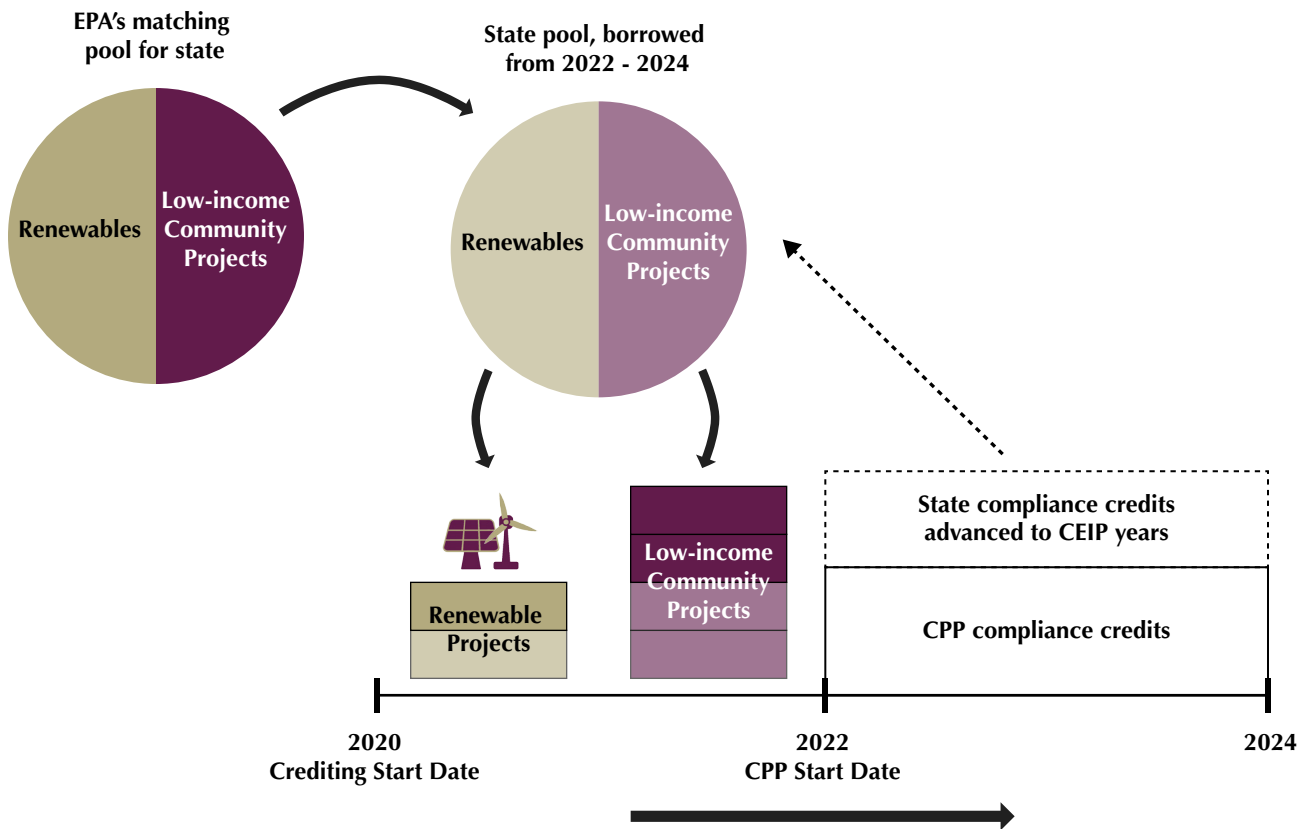 EPA's matching
pool for state
State pool, borrowed
from 2022 - 2024
Renewables
Low-income
Community
Projects
Renewables
Low-income
Community
Projects
Renewable
Projects
Low-income
Community
Projects
State compliance credits
advanced to CEIP years
CPP compliance credits
2020
Crediting Start Date
2022
CPP Start Date
2024